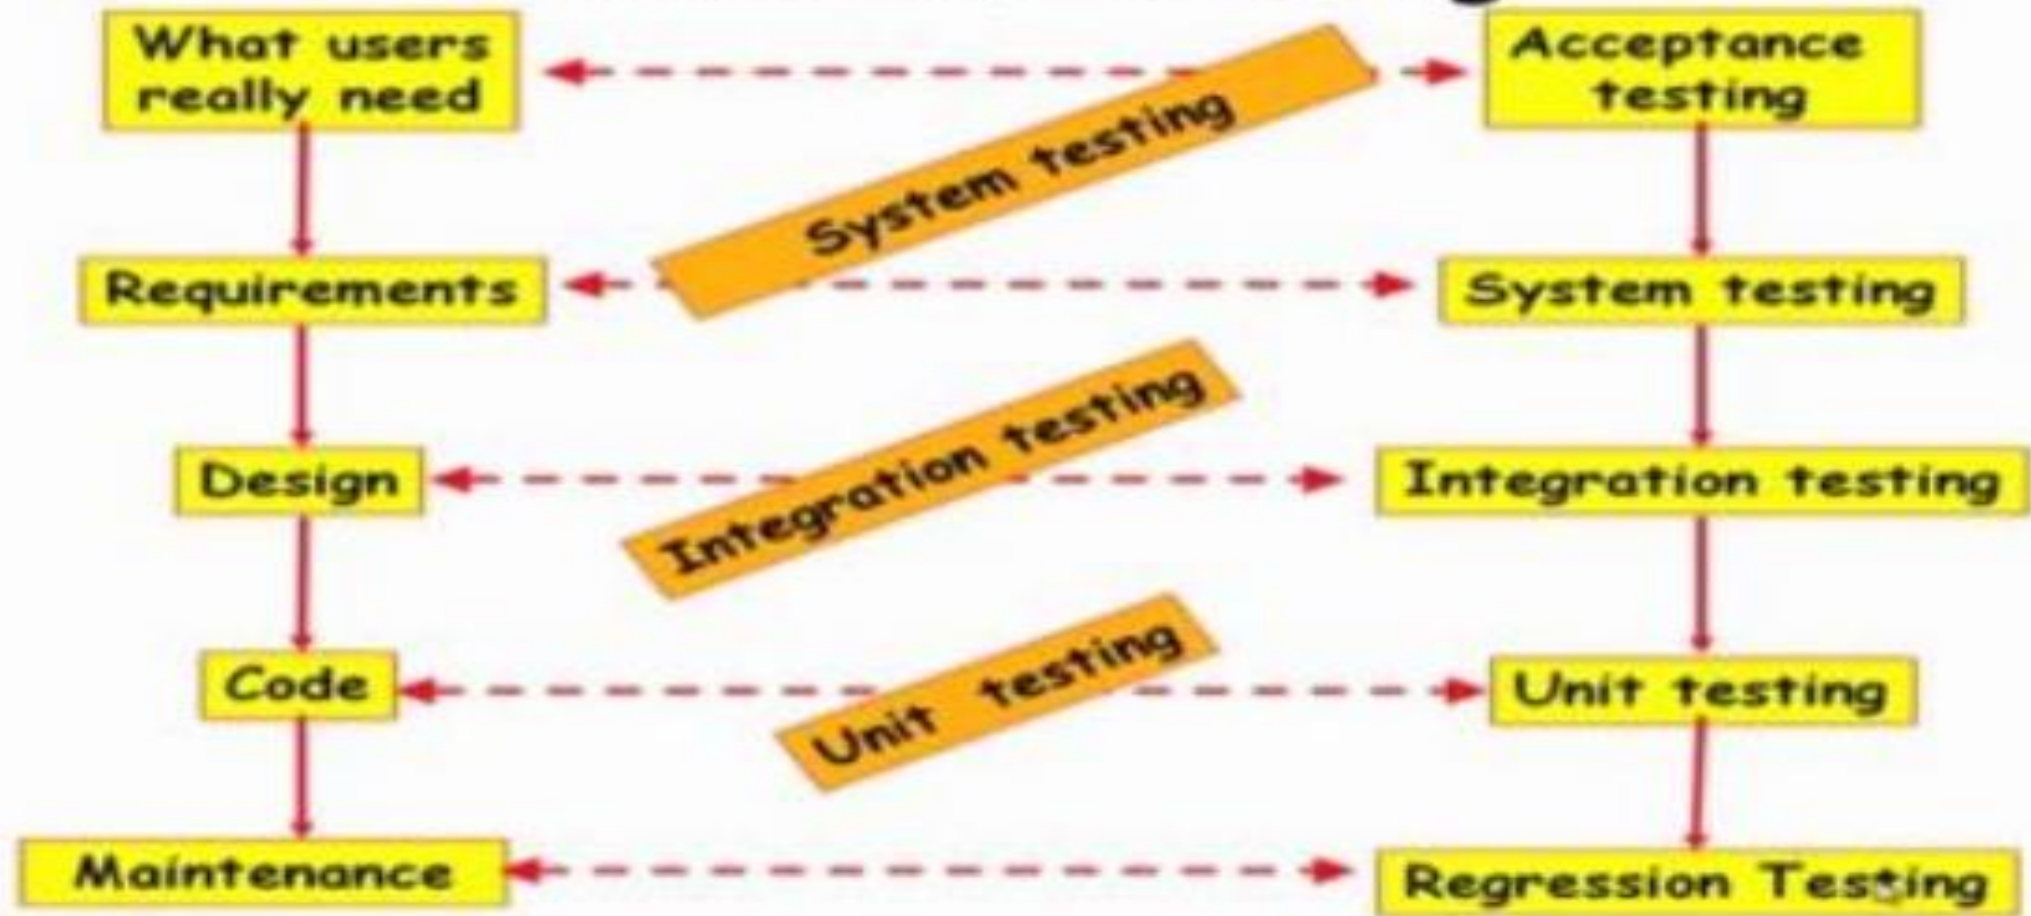 What users
really need
Acceptance
testing
System testing
Requirements
System testing
Integration testing
Design
Integration testing
Unit testing
Code
Unit testing
Maintenance
Regression Testing